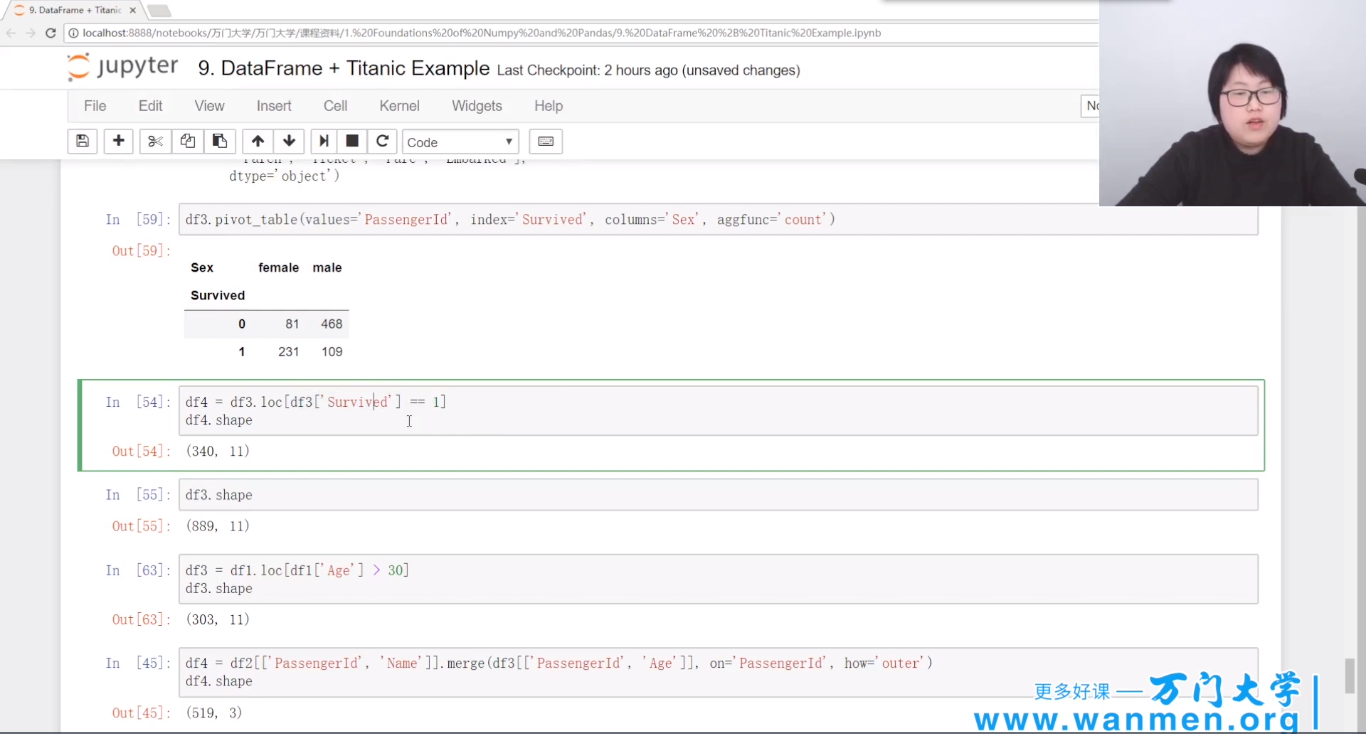 9. DataFrame + Titanic
localhost:8888/notebooks/万门大学/万门大学/课程资料/1.%20Foundations%20of%20Numpy%20and%20Pandas/9.%20DataFrame%20%2B%20Titanic%20Example.ipynb
jupyter 9. DataFrame + Titanic Example Last Checkpoint: 2 hours ago (unsaved changes)
File Edit View Insert Cell Kernel Widgets Help
Code
dtype='object')
In [59]: df3.pivot_table(values='PassengerId', index='Survived', columns='Sex', aggfunc='count')
Out[59]:
Sex female male
Survived
0 81 468
1 231 109
In [54]: df4 = df3.loc[df3['Survived'] == 1]
df4.shape
Out[54]: (340, 11)
In [55]: df3.shape
Out[55]: (889, 11)
In [63]: df3 = df1.loc[df1['Age'] > 30]
df3.shape
Out[63]: (303, 11)
In [45]: df4 = df2[['PassengerId', 'Name']].merge(df3[['PassengerId', 'Age']], on='PassengerId', how='outer')
df4.shape
Out[45]: (519, 3)
更多好课 — 万门大学
www.wanmen.org